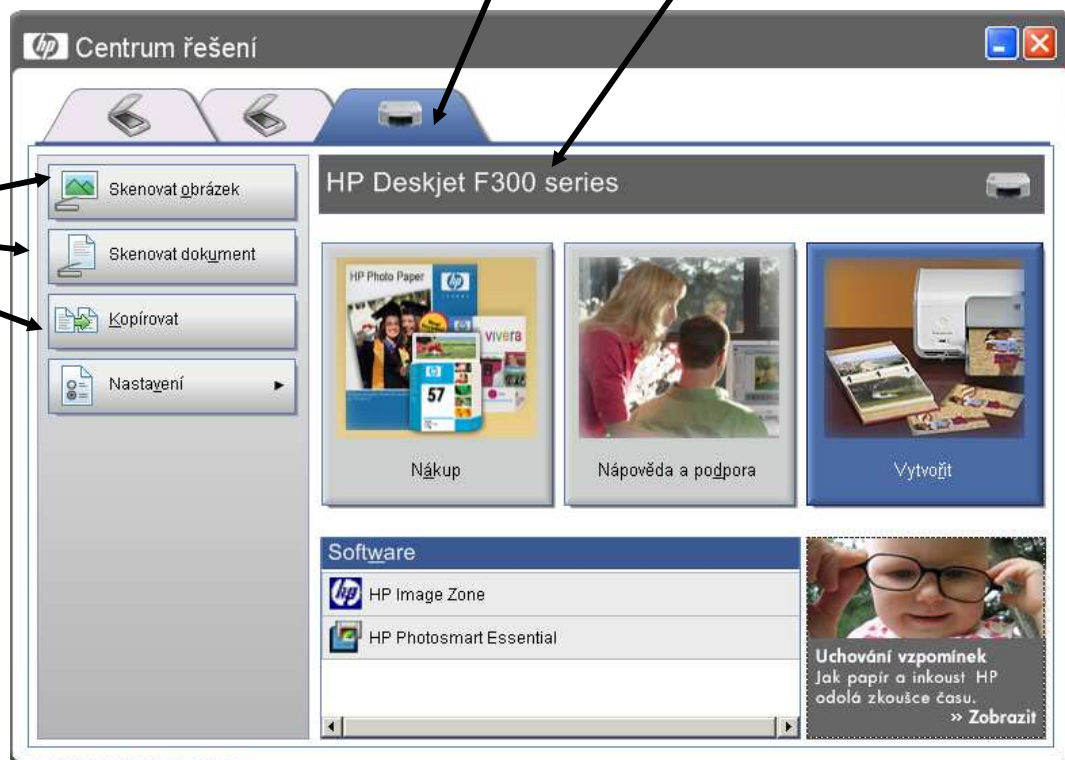 hp Centrum řešení
Skenovat obrázek
Skenovat dokument
Kopírovat
Nastavení
HP Deskjet F300 series
HP Photo Paper
hp
vivera
57
Nákup
Nápověda a podpora
Vytvořit
Software
HP Image Zone
HP Photosmart Essential
Uchování vzpomínek
Jak papír a inkoust HP
odolá zkoušce času.
» Zobrazit